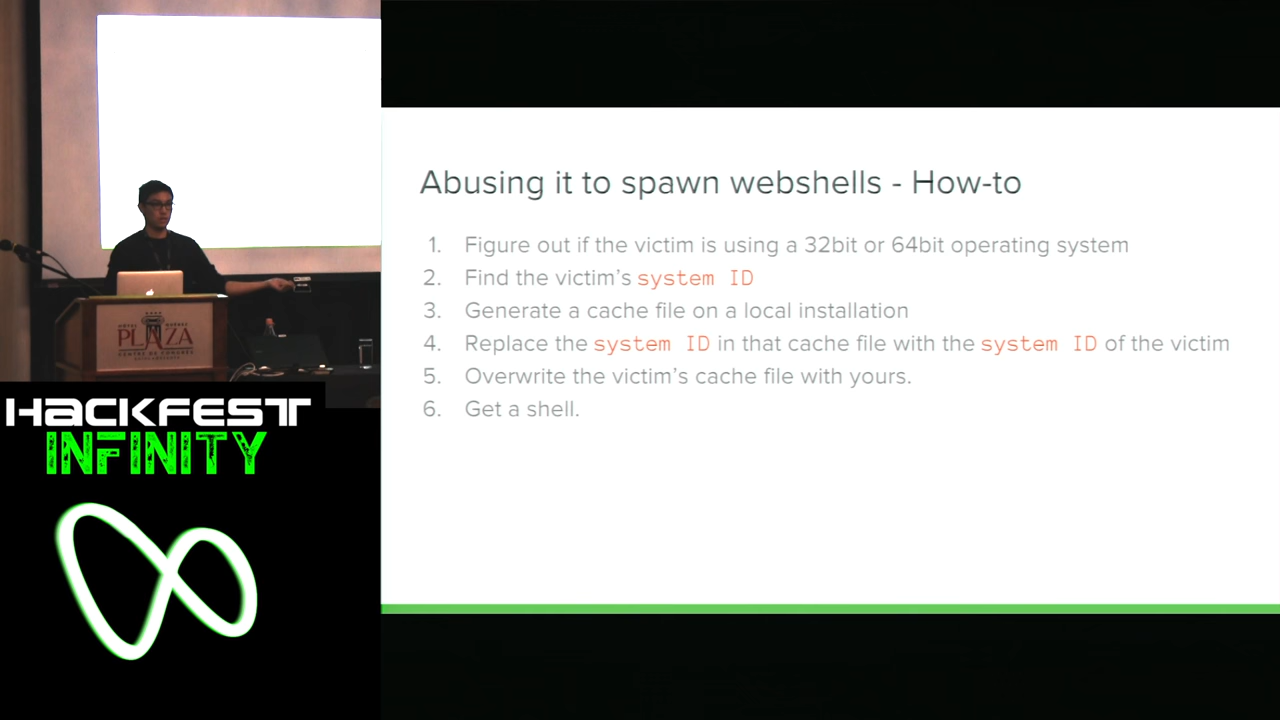 Abusing it to spawn webshells - How-to
1. Figure out if the victim is using a 32bit or 64bit operating system
2. Find the victim's system ID
3. Generate a cache file on a local installation
4. Replace the system ID in that cache file with the system ID of the victim
5. Overwrite the victim's cache file with yours.
6. Get a shell.
PLAZA
CENTRE DE CONGRÈS
HACKFEST
INFINITY